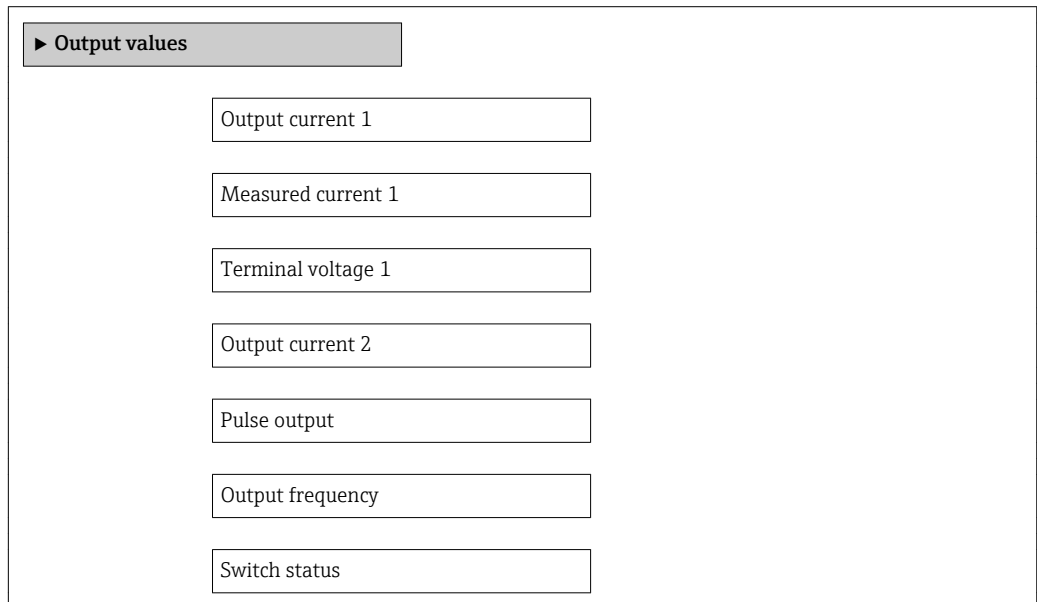 ▶ Output values
Output current 1
Measured current 1
Terminal voltage 1
Output current 2
Pulse output
Output frequency
Switch status